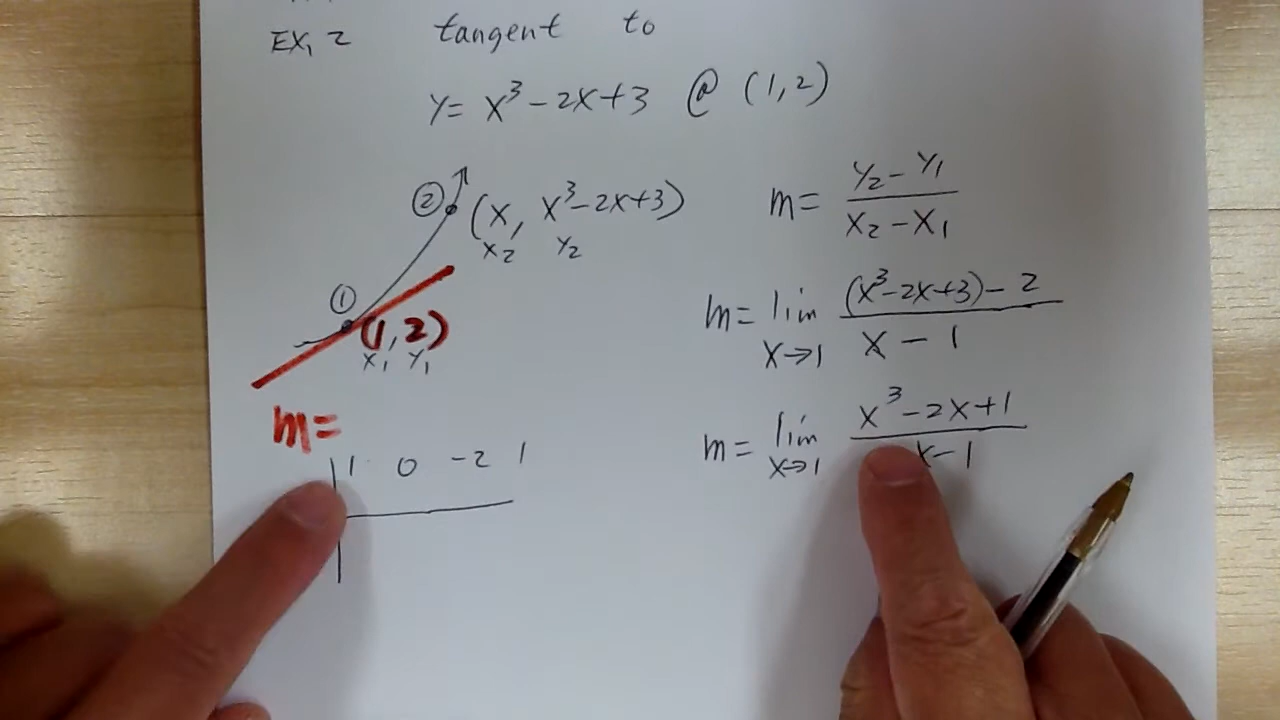 EX, 2 tangent to
y= x³-2x+3 @ (1,2)
② (x, x³-2x+3)
x₂ y₂
① (1,2)
x₁ y₁
m=
1 0 -2 1
m= y₂-y₁ / x₂-x₁
m= lim x→1 (x³-2x+3)-2 / x-1
m= lim x→1 x³-2x+1 / x-1